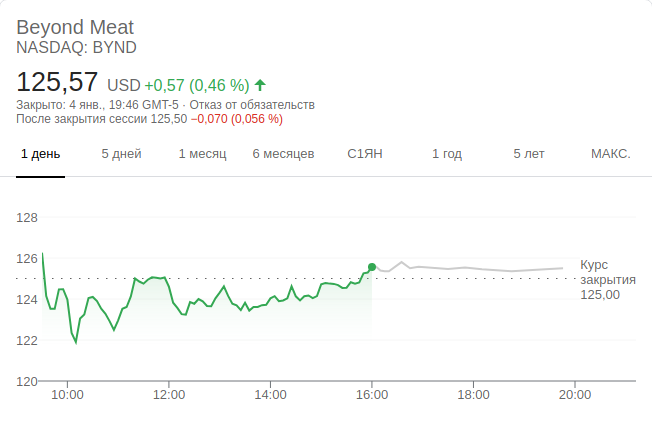 Beyond Meat
NASDAQ: BYND
125,57 USD +0,57 (0,46 %)
Закрыто: 4 янв., 19:46 GMT-5 · Отказ от обязательств
После закрытия сессии 125,50 −0,070 (0,056 %)
1 день 5 дней 1 месяц 6 месяцев С1ЯН 1 год 5 лет МАКС.
128
126
124
122
120
Курс
закрытия
125,00
10:00 12:00 14:00 16:00 18:00 20:00